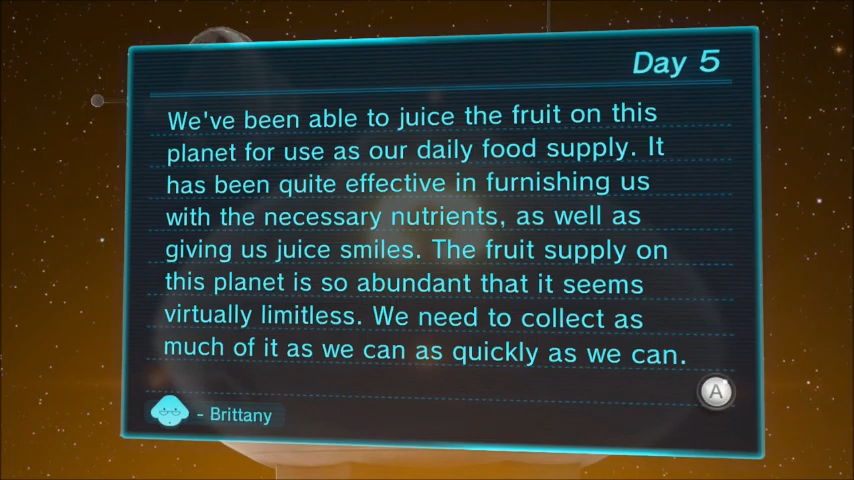 Day 5
We've been able to juice the fruit on this
planet for use as our daily food supply. It
has been quite effective in furnishing us
with the necessary nutrients, as well as
giving us juice smiles. The fruit supply on
this planet is so abundant that it seems
virtually limitless. We need to collect as
much of it as we can as quickly as we can.
A
- Brittany